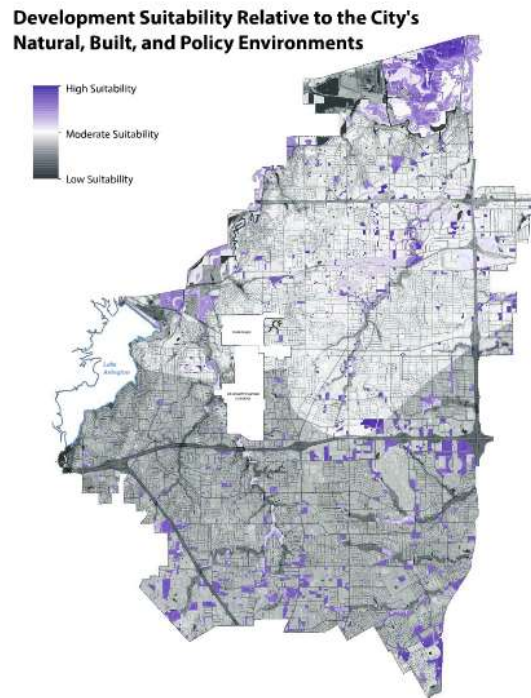 Development Suitability Relative to the City's
Natural, Built, and Policy Environments
High Suitability
Moderate Suitability
Low Suitability
Lake
Arlington